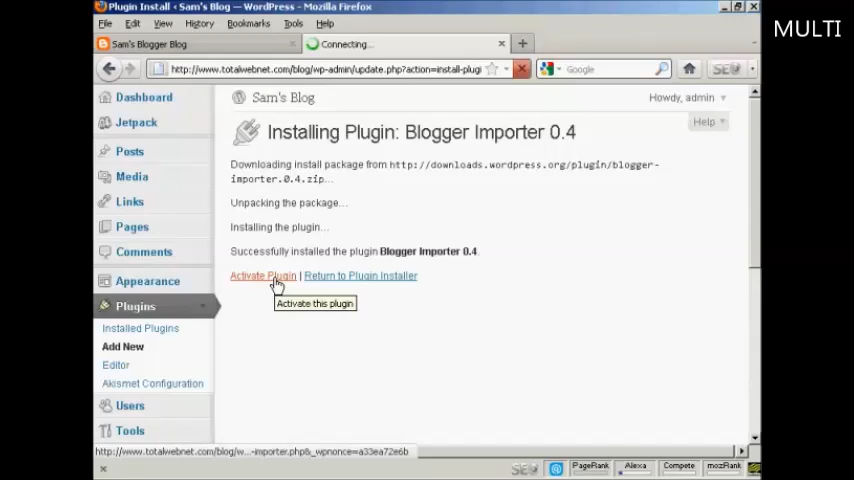 Plugin Install ‹ Sam's Blog — WordPress - Mozilla Firefox
MULTI
File Edit View History Bookmarks Tools Help
Sam's Blogger Blog
Connecting...
http://www.totalwebnet.com/blog/wp-admin/update.php?action=install-plugi
Google
SEO
Dashboard
Sam's Blog
Howdy, admin
Jetpack
Help
Installing Plugin: Blogger Importer 0.4
Posts
Downloading install package from http://downloads.wordpress.org/plugin/blogger-
importer.0.4.zip…
Media
Links
Unpacking the package…
Pages
Installing the plugin…
Comments
Successfully installed the plugin Blogger Importer 0.4.
Appearance
Activate Plugin | Return to Plugin Installer
Activate this plugin
Plugins
Installed Plugins
Add New
Editor
Akismet Configuration
Users
Tools
http://www.totalwebnet.com/blog/w...-importer.php&_wpnonce=a33ea72e6b
SEO
PageRank
Alexa
Compete
mozRank